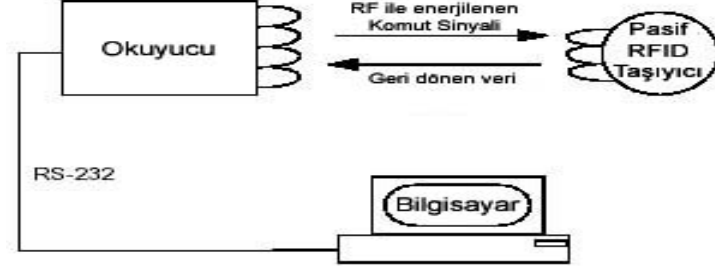 RF ile enerjilenen
Komut Sinyali
Okuyucu
Pasif
RFID
Taşıyıcı
Geri dönen veri
RS-232
Bilgisayar